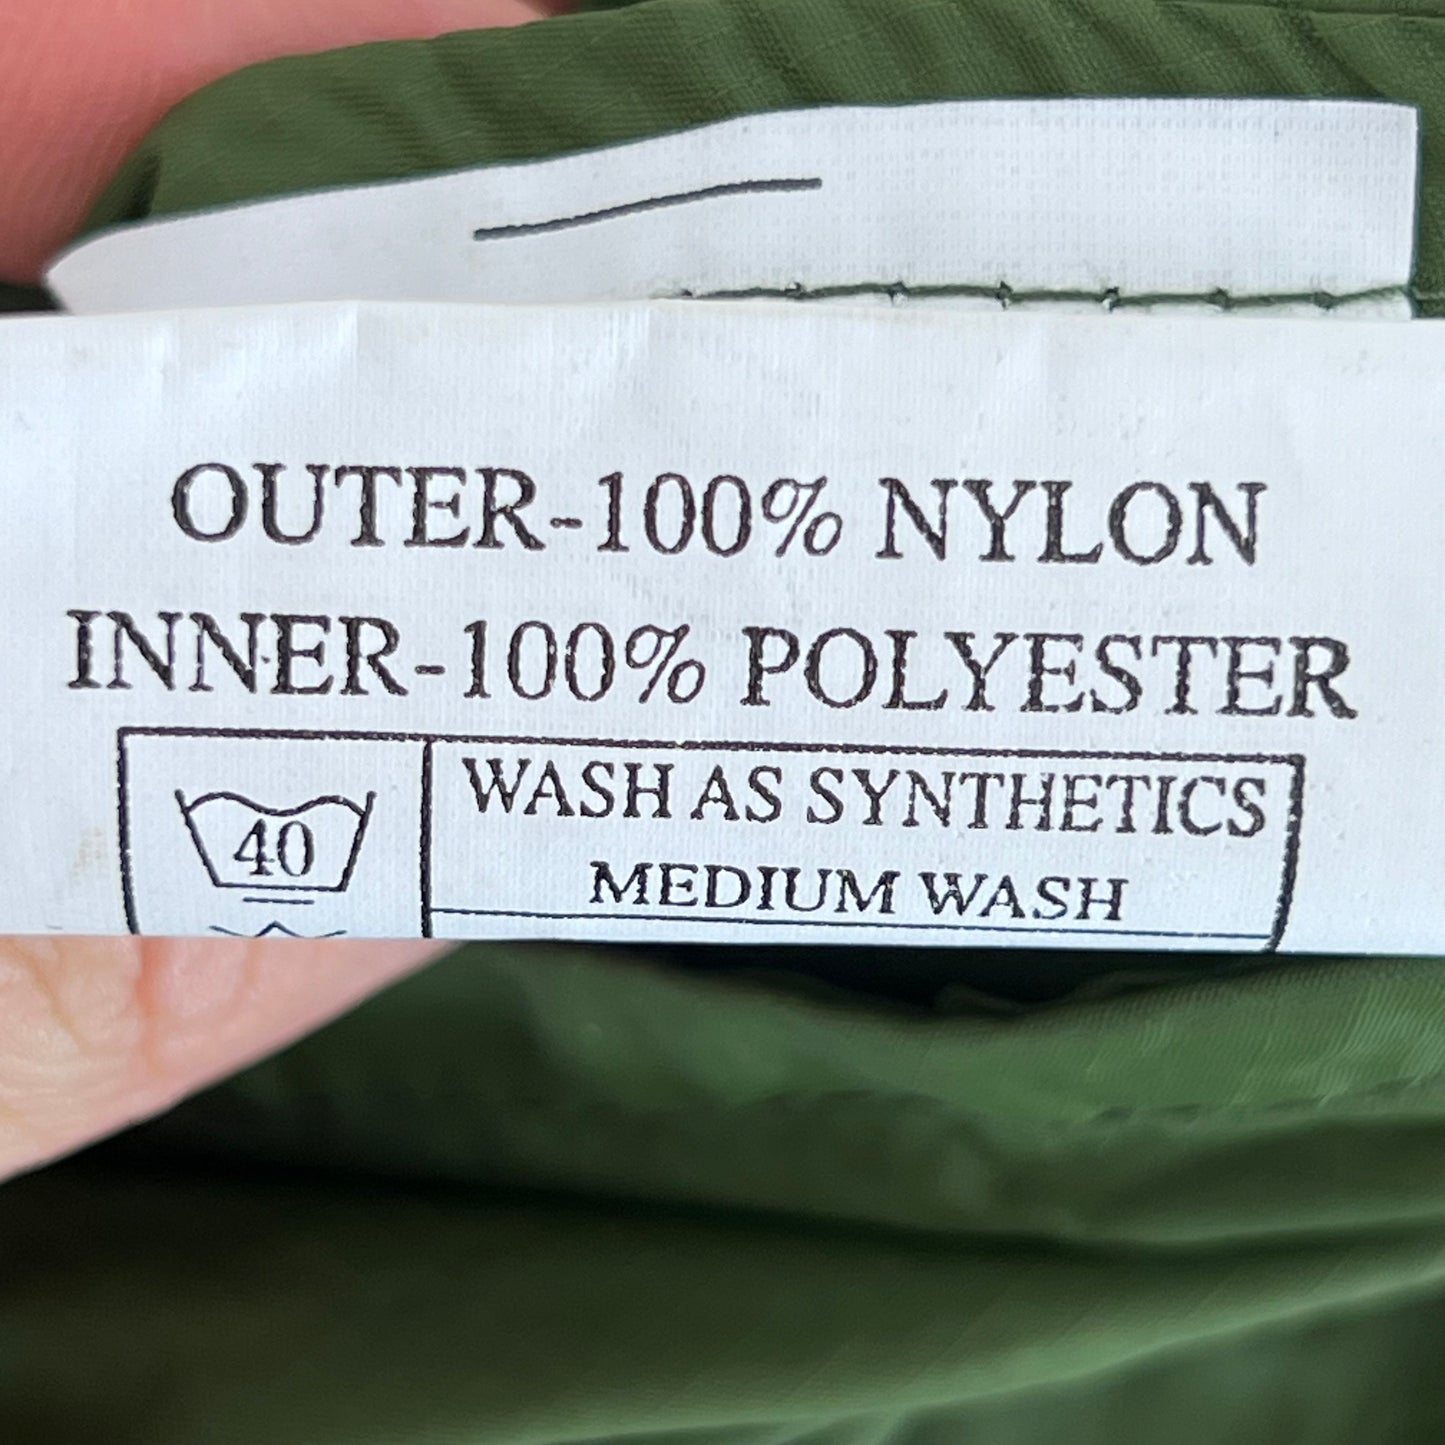 OUTER-100% NYLON
INNER-100% POLYESTER
40
WASH AS SYNTHETICS
MEDIUM WASH